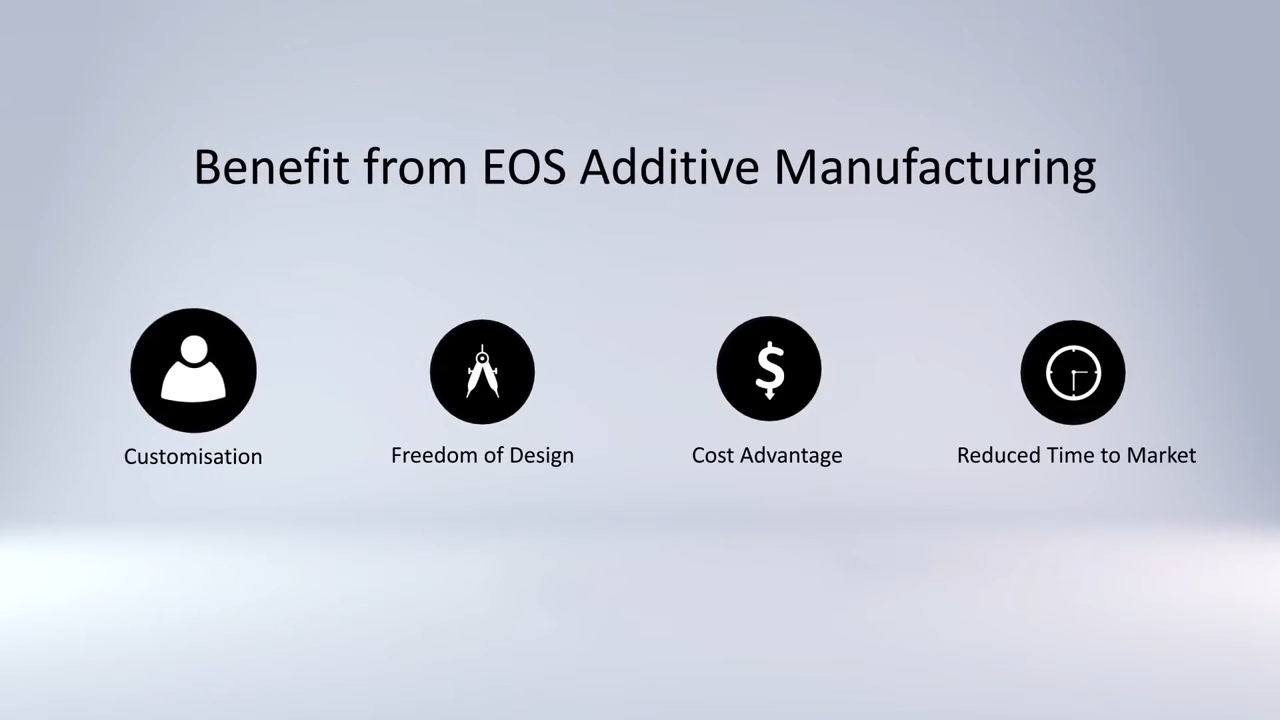 Benefit from EOS Additive Manufacturing
Customisation
Freedom of Design
Cost Advantage
Reduced Time to Market